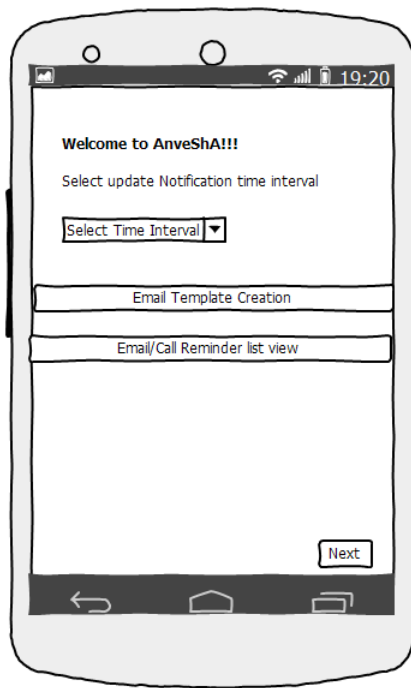 19:20
Welcome to AnveShA!!!
Select update Notification time interval
Select Time Interval
Email Template Creation
Email/Call Reminder list view
Next